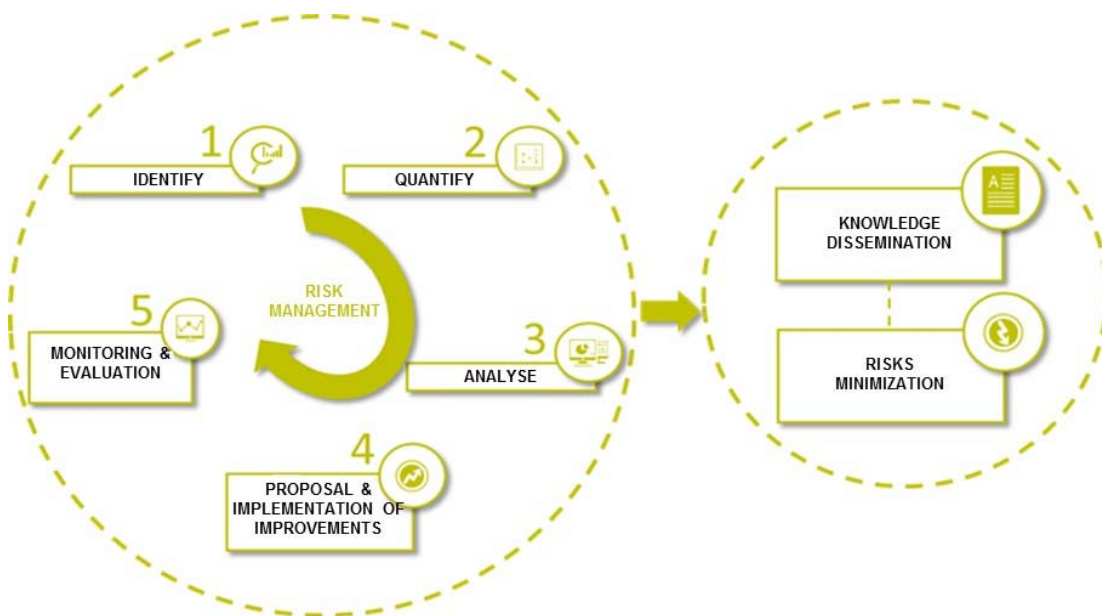 1
IDENTIFY
2
QUANTIFY
RISK
MANAGEMENT
3
ANALYSE
4
PROPOSAL &
IMPLEMENTATION OF
IMPROVEMENTS
5
MONITORING &
EVALUATION
A
KNOWLEDGE
DISSEMINATION
RISKS
MINIMIZATION